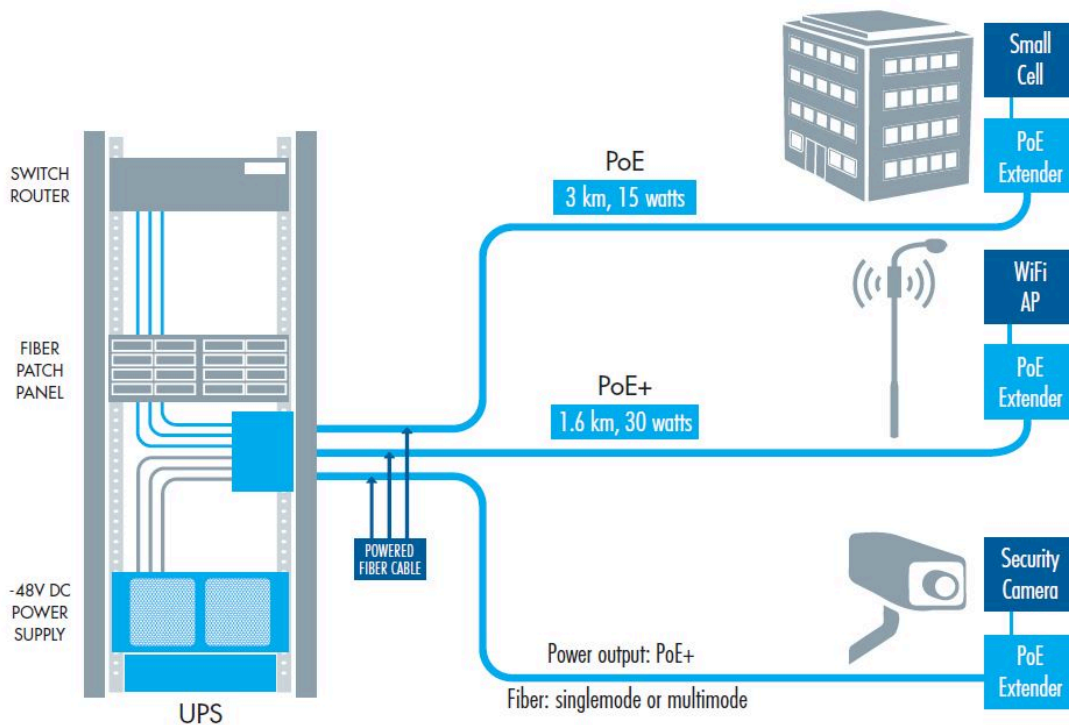 SWITCH
ROUTER
FIBER
PATCH
PANEL
-48V DC
POWER
SUPPLY
UPS
POWERED
FIBER CABLE
PoE
3 km, 15 watts
PoE+
1.6 km, 30 watts
Power output: PoE+
Fiber: singlemode or multimode
Small
Cell
PoE
Extender
WiFi
AP
PoE
Extender
Security
Camera
PoE
Extender